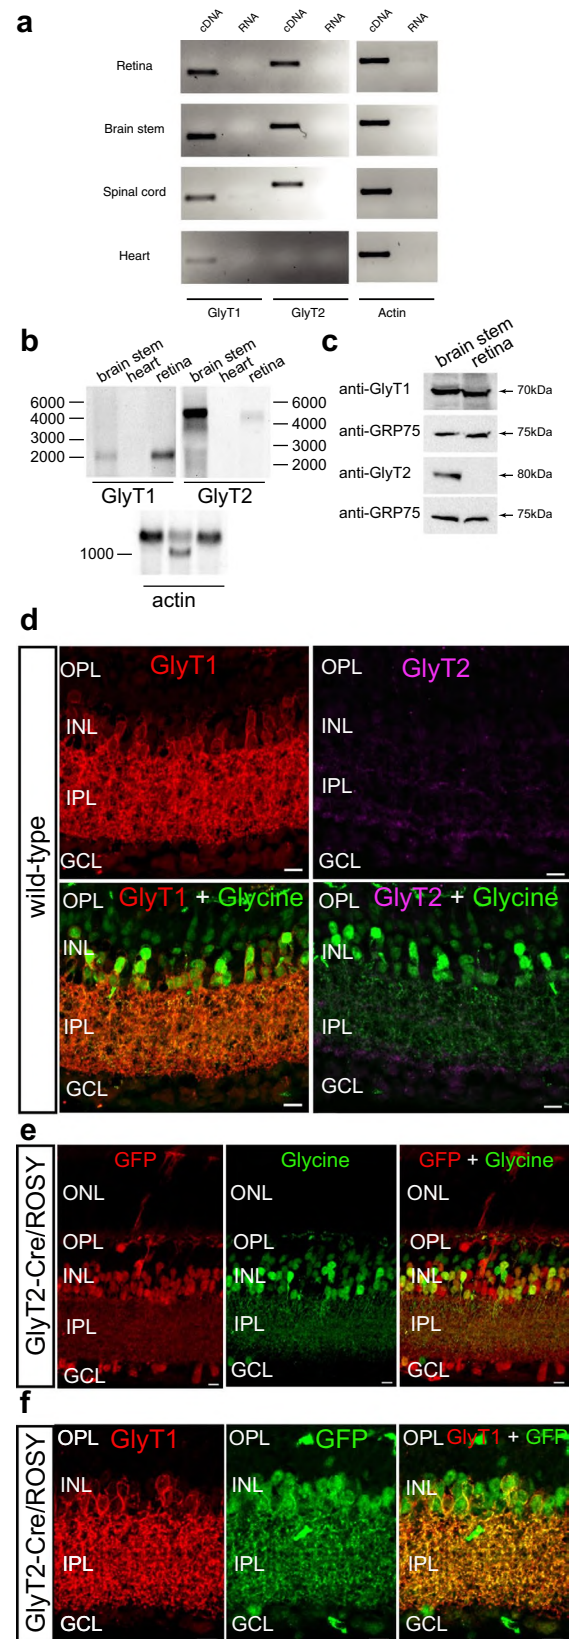 a
cDNA RNA cDNA RNA cDNA RNA
Retina
Brain stem
Spinal cord
Heart
GlyT1 GlyT2 Actin
b
brain stem heart retina brain stem heart retina
6000
4000
3000
2000
6000
4000
3000
2000
GlyT1 GlyT2
1000
actin
c
brain stem retina
anti-GlyT1 70kDa
anti-GRP75 75kDa
anti-GlyT2 80kDa
anti-GRP75 75kDa
d
wild-type
OPL GlyT1
INL
IPL
GCL
OPL GlyT2
INL
IPL
GCL
OPL GlyT1 + Glycine
INL
IPL
GCL
OPL GlyT2 + Glycine
INL
IPL
GCL
e
GlyT2-Cre/ROSY
GFP
ONL
OPL
INL
IPL
GCL
Glycine
ONL
OPL
INL
IPL
GCL
GFP + Glycine
ONL
OPL
INL
IPL
GCL
f
GlyT2-Cre/ROSY
OPL GlyT1
INL
IPL
GCL
OPL GFP
INL
IPL
GCL
OPL GlyT1 + GFP
INL
IPL
GCL